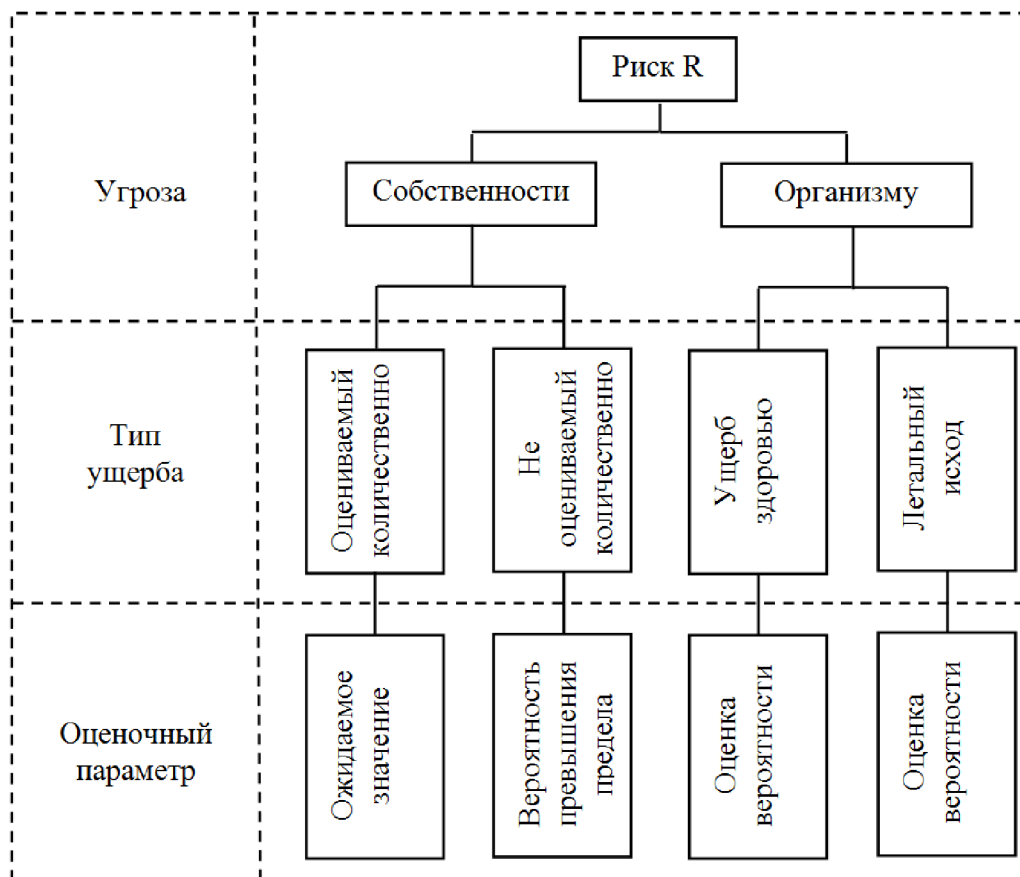 Риск R
Угроза
Собственности
Организму
Тип
ущерба
Оцениваемый
количественно
Не
оцениваемый
количественно
Ущерб
здоровью
Летальный
исход
Оценочный
параметр
Ожидаемое
значение
Вероятность
превышения
предела
Оценка
вероятности
Оценка
вероятности